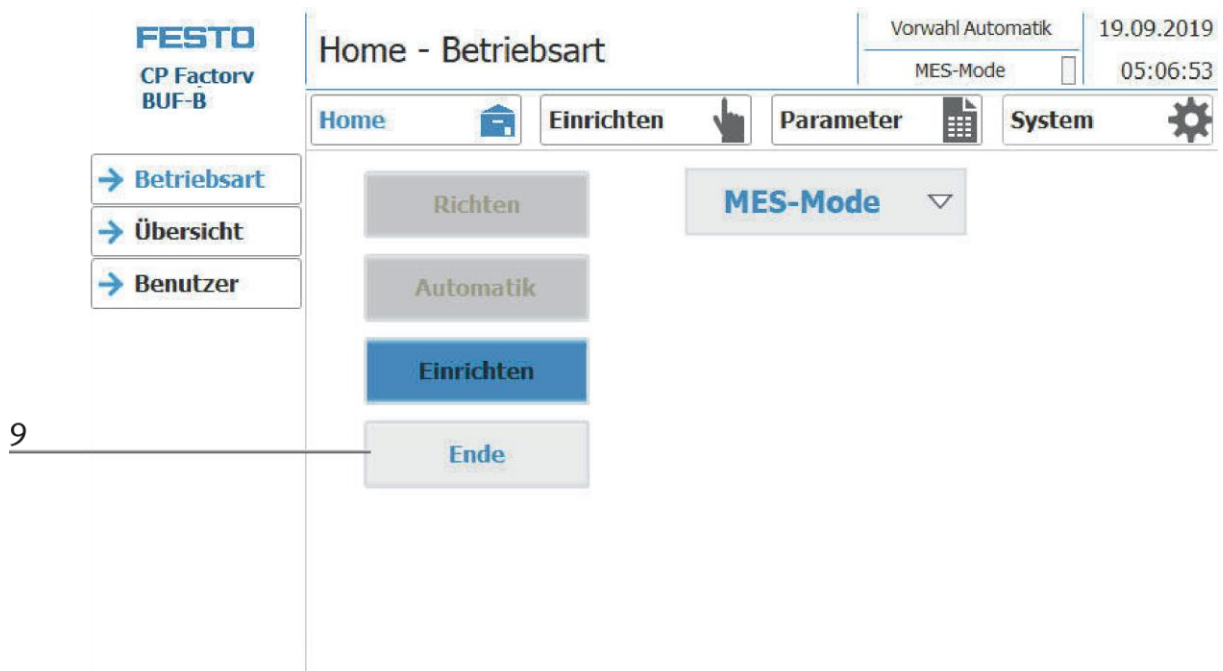 FESTO
CP Factory
BUF-B
Home - Betriebsart
Vorwahl Automatik
MES-Mode
19.09.2019
05:06:53
Home
Einrichten
Parameter
System
Betriebsart
Übersicht
Benutzer
Richten
MES-Mode
Automatik
Einrichten
9
Ende